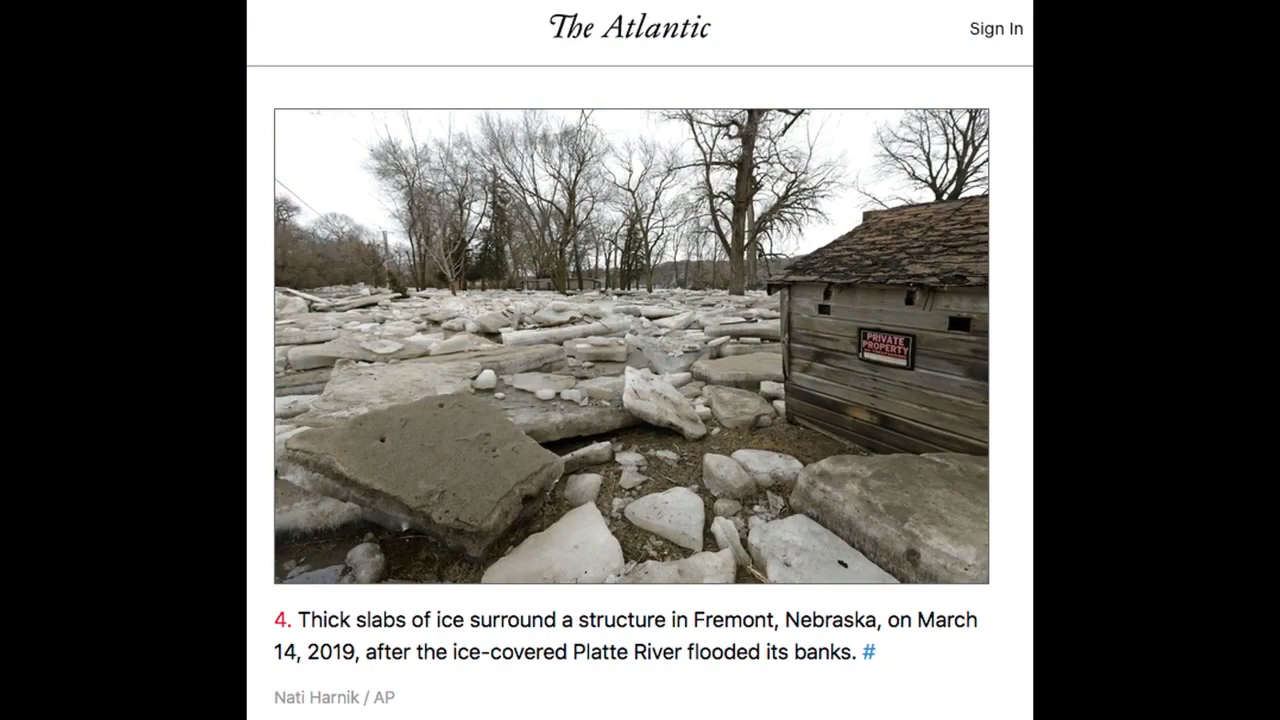 The Atlantic
Sign In
PRIVATE
PROPERTY
4. Thick slabs of ice surround a structure in Fremont, Nebraska, on March
14, 2019, after the ice-covered Platte River flooded its banks. #
Nati Harnik / AP